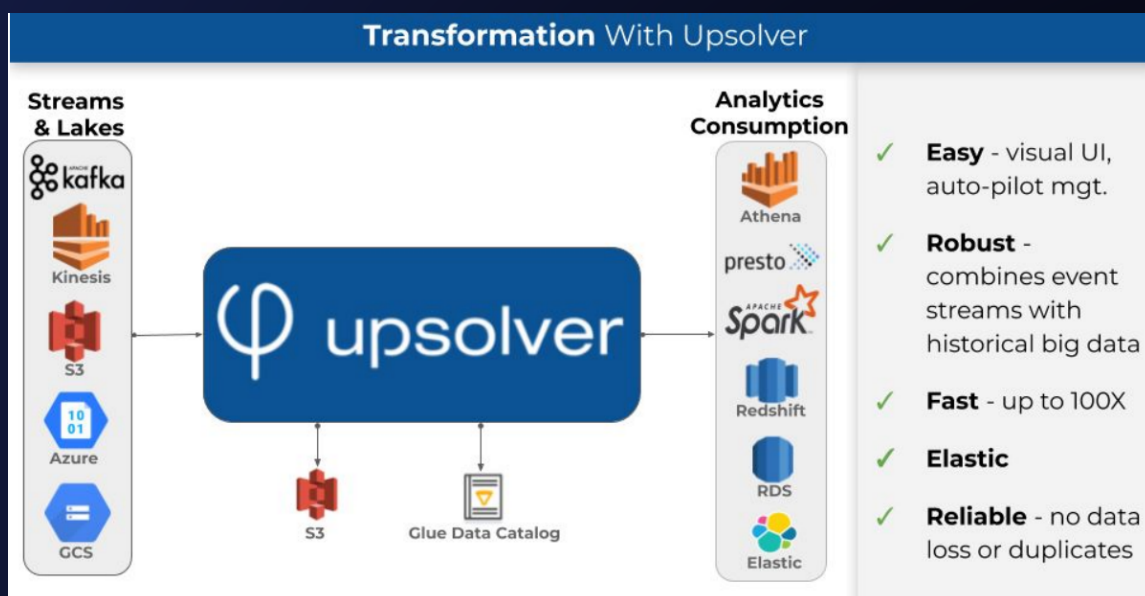 Transformation With Upsolver
Streams
& Lakes
APACHE
kafka
Kinesis
S3
10
01
Azure
GCS
upsolver
S3
Glue Data Catalog
Analytics
Consumption
Athena
presto
APACHE
Spark
Redshift
RDS
Elastic
✓ Easy - visual UI,
auto-pilot mgt.
✓ Robust -
combines event
streams with
historical big data
✓ Fast - up to 100X
✓ Elastic
✓ Reliable - no data
loss or duplicates